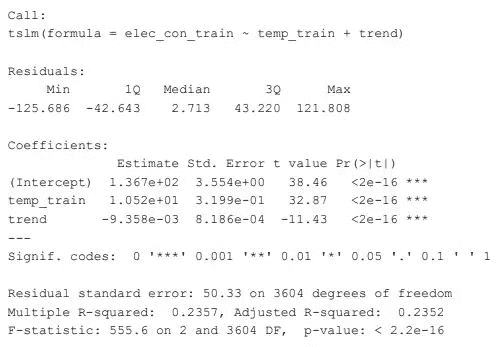 Call:
tslm(formula = elec_con_train ~ temp_train + trend)
Residuals:
Min 1Q Median 3Q Max
-125.686 -42.643 2.713 43.220 121.808
Coefficients:
Estimate Std. Error t value Pr(>|t|)
(Intercept) 1.367e+02 3.554e+00 38.46 <2e-16 ***
temp_train 1.052e+01 3.199e-01 32.87 <2e-16 ***
trend -9.358e-03 8.186e-04 -11.43 <2e-16 ***
---
Signif. codes: 0 '***' 0.001 '**' 0.01 '*' 0.05 '.' 0.1 ' ' 1
Residual standard error: 50.33 on 3604 degrees of freedom
Multiple R-squared: 0.2357, Adjusted R-squared: 0.2352
F-statistic: 555.6 on 2 and 3604 DF, p-value: < 2.2e-16